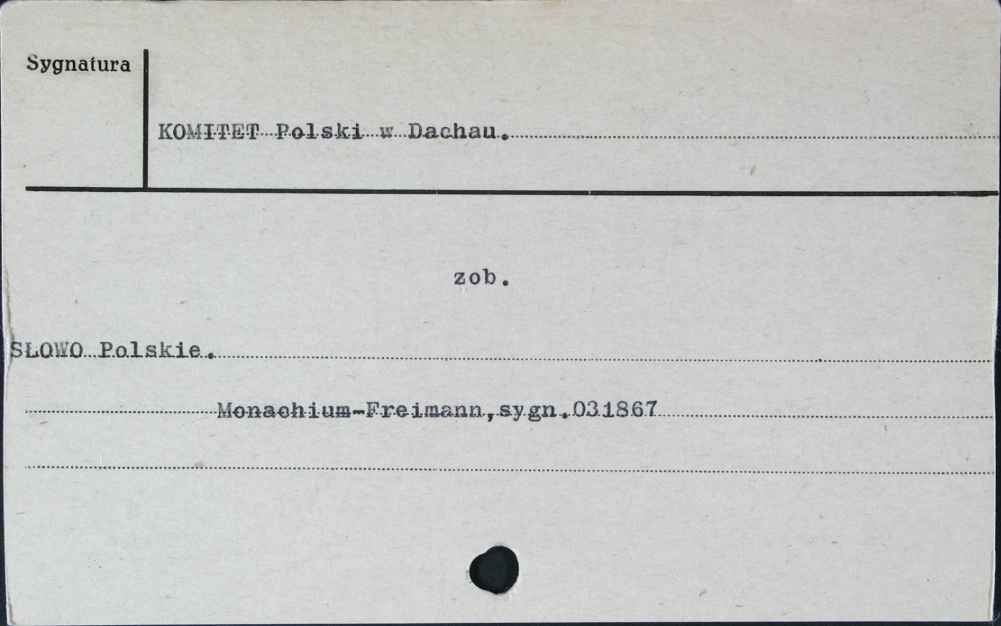 Sygnatura
KOMITET Polski w Dachau.
zob.
SŁOWO Polskie.
Monachium-Freimann,sygn.031867